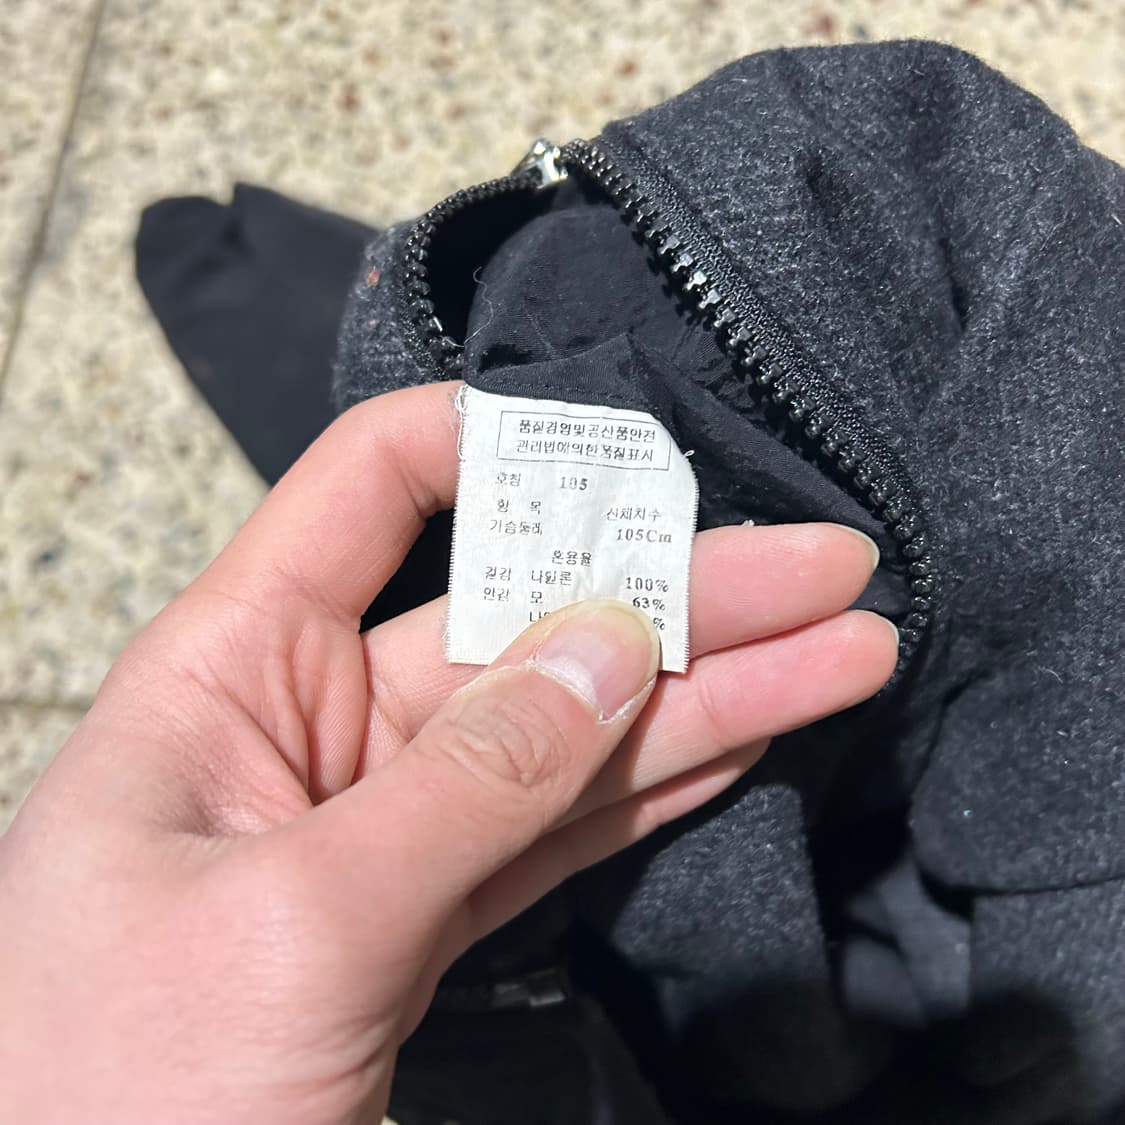 품질경영및공산품안전
관리법에의한품질표시
호칭 105
항 목 신체치수
가슴둘레 105Cm
혼용율
겉감 나일론 100%
안감 모 63%
%